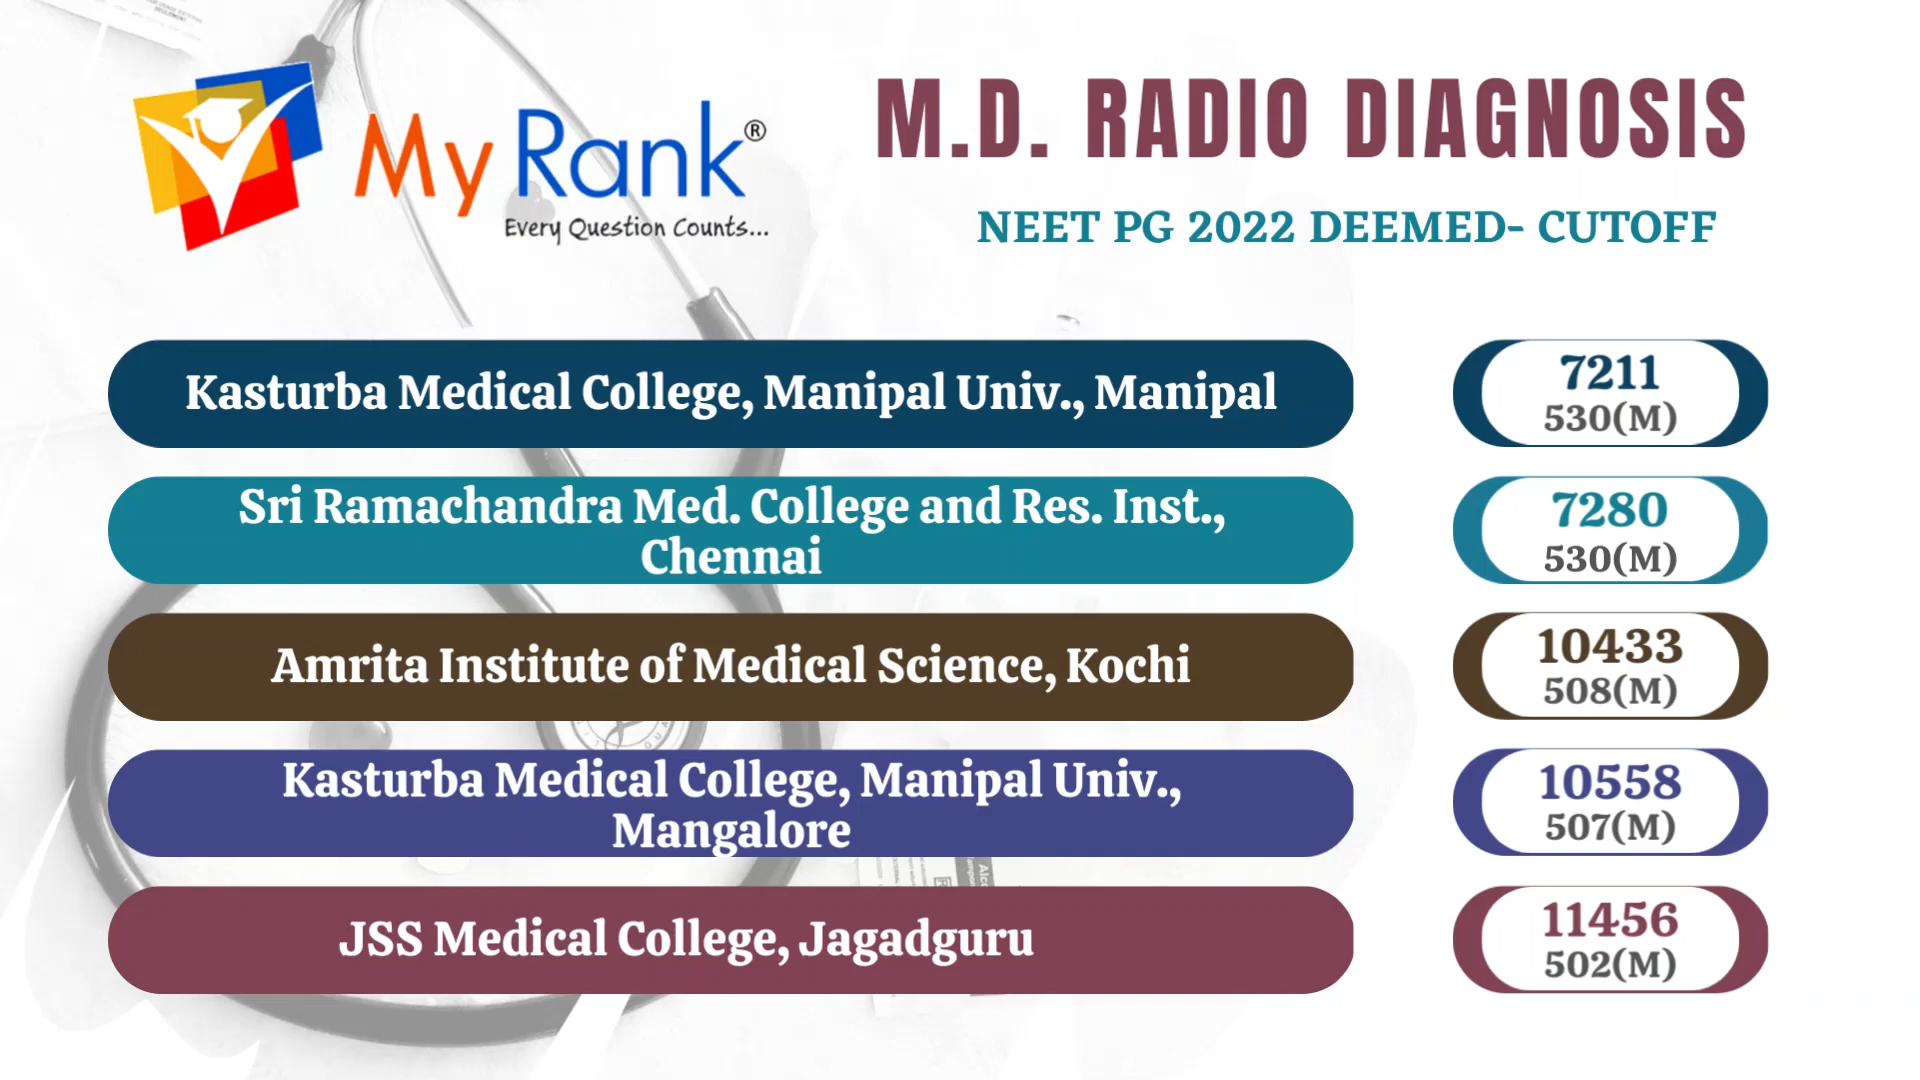 My Rank®
Every Question Counts...
M.D. RADIO DIAGNOSIS
NEET PG 2022 DEEMED- CUTOFF
Kasturba Medical College, Manipal Univ., Manipal
7211
530(M)
Sri Ramachandra Med. College and Res. Inst.,
Chennai
7280
530(M)
Amrita Institute of Medical Science, Kochi
10433
508(M)
Kasturba Medical College, Manipal Univ.,
Mangalore
10558
507(M)
JSS Medical College, Jagadguru
11456
502(M)